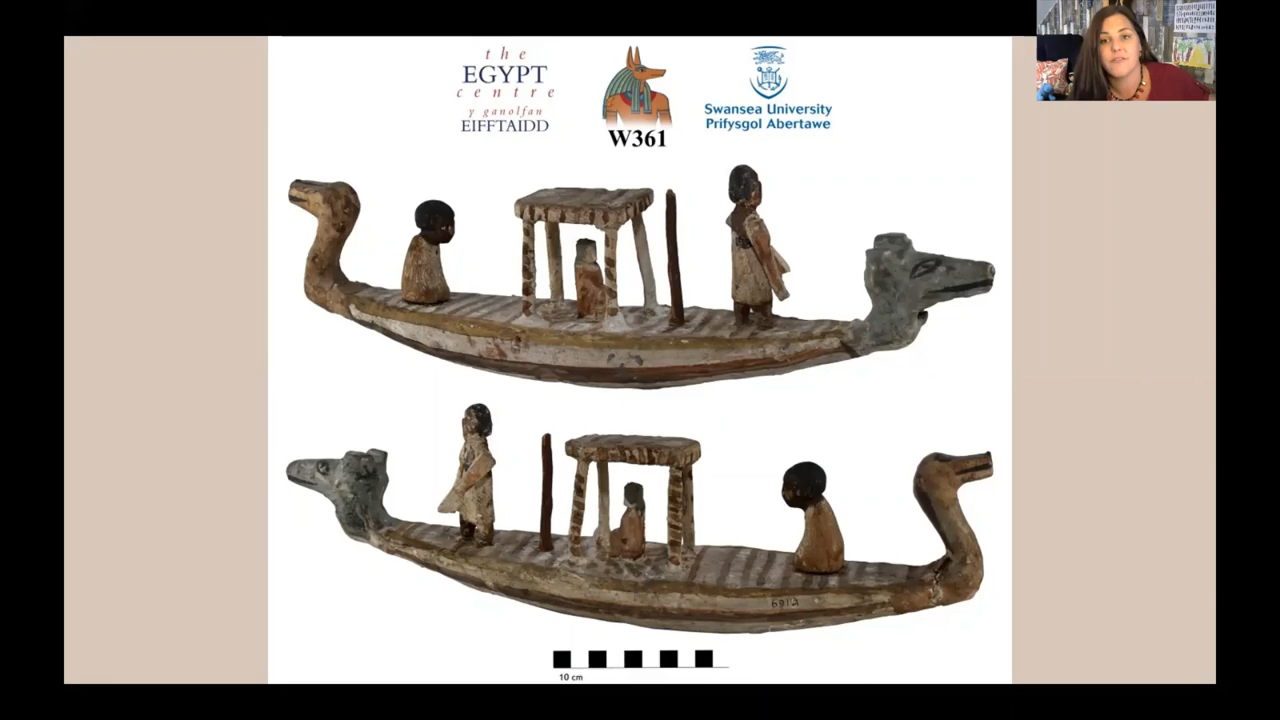 the
EGYPT
centre
y ganolfan
EIFFTAIDD
W361
Swansea University
Prifysgol Abertawe
10 cm